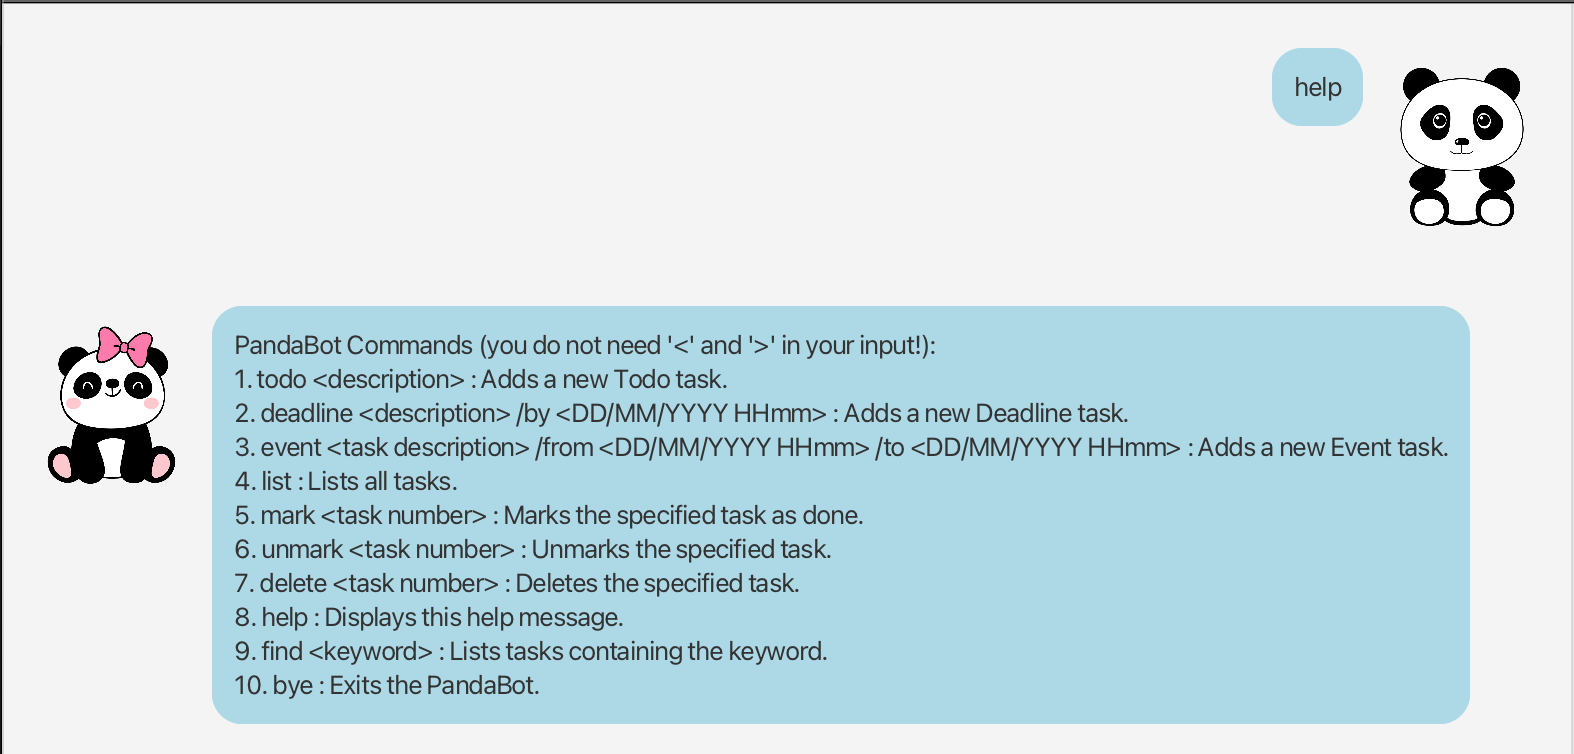 help
PandaBot Commands (you do not need '<' and '>' in your input!):
1. todo <description> : Adds a new Todo task.
2. deadline <description> /by <DD/MM/YYYY HHmm> : Adds a new Deadline task.
3. event <task description> /from <DD/MM/YYYY HHmm> /to <DD/MM/YYYY HHmm> : Adds a new Event task.
4. list : Lists all tasks.
5. mark <task number> : Marks the specified task as done.
6. unmark <task number> : Unmarks the specified task.
7. delete <task number> : Deletes the specified task.
8. help : Displays this help message.
9. find <keyword> : Lists tasks containing the keyword.
10. bye : Exits the PandaBot.